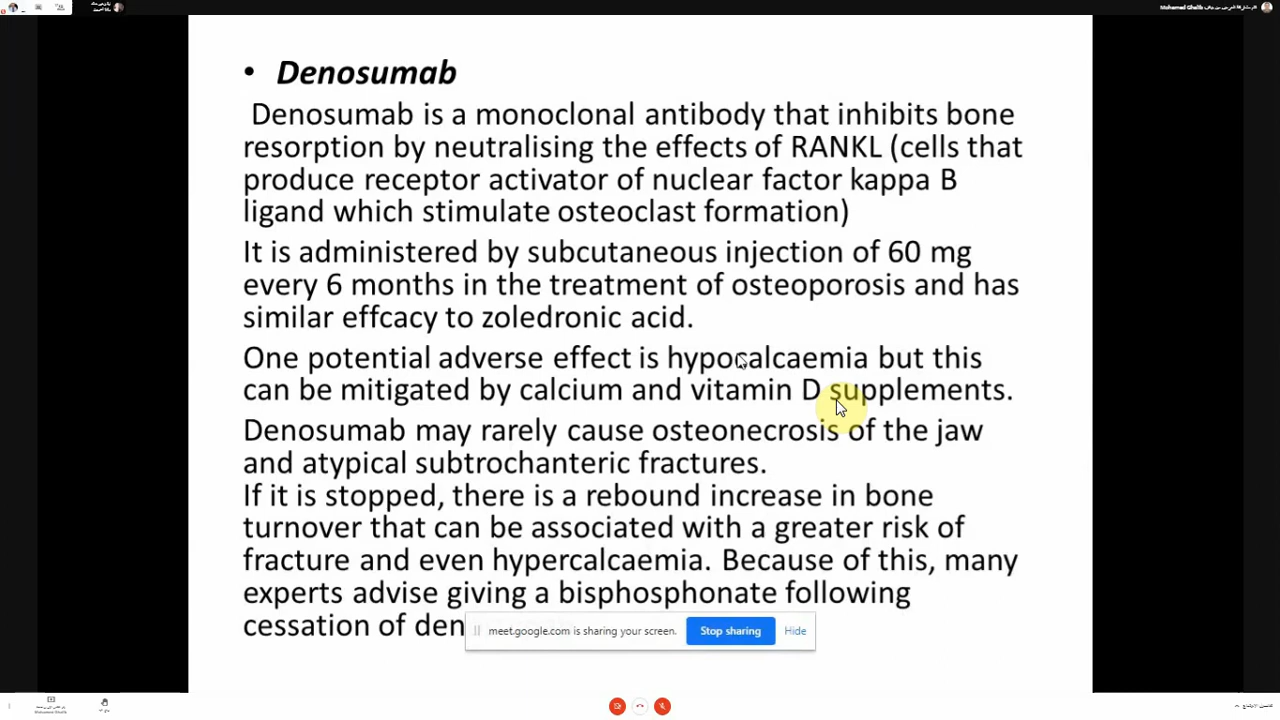 Mohamed Ghalib
• Denosumab
Denosumab is a monoclonal antibody that inhibits bone
resorption by neutralising the effects of RANKL (cells that
produce receptor activator of nuclear factor kappa B
ligand which stimulate osteoclast formation)
It is administered by subcutaneous injection of 60 mg
every 6 months in the treatment of osteoporosis and has
similar effcacy to zoledronic acid.
One potential adverse effect is hypocalcaemia but this
can be mitigated by calcium and vitamin D supplements.
Denosumab may rarely cause osteonecrosis of the jaw
and atypical subtrochanteric fractures.
If it is stopped, there is a rebound increase in bone
turnover that can be associated with a greater risk of
fracture and even hypercalcaemia. Because of this, many
experts advise giving a bisphosphonate following
cessation of den
meet.google.com is sharing your screen. Stop sharing Hide
Mohamed Ghalib